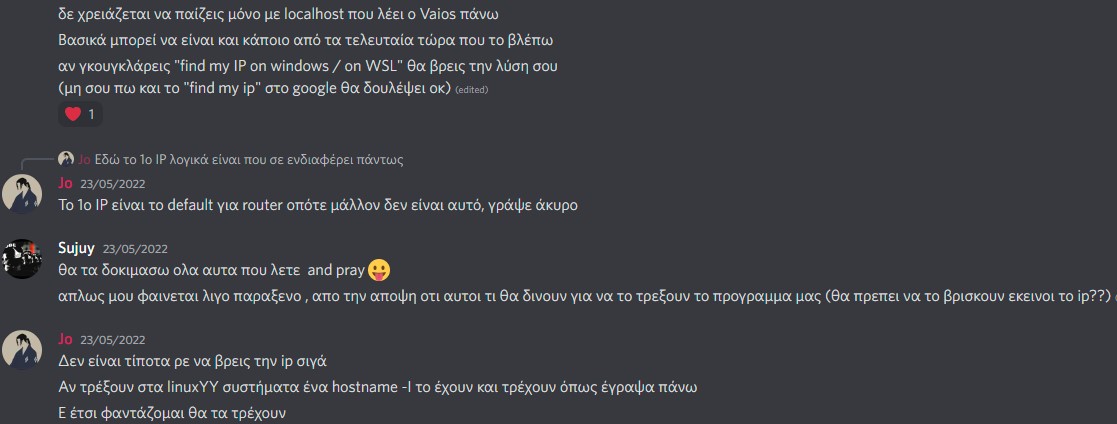 δε χρειάζεται να παίζεις μόνο με localhost που λέει ο Vaios πάνω
Βασικά μπορεί να είναι και κάποιο από τα τελευταία τώρα που το βλέπω
αν γκουγκλάρεις "find my IP on windows / on WSL" θα βρεις την λύση σου
(μη σου πω και το "find my ip" στο google θα δουλέψει οκ) (edited)
1
Jo Εδώ το 1ο IP λογικά είναι που σε ενδιαφέρει πάντως
Jo 23/05/2022
Το 1ο IP είναι το default για router οπότε μάλλον δεν είναι αυτό, γράψε άκυρο
Sujuy 23/05/2022
θα τα δοκιμασω ολα αυτα που λετε and pray 😛
απλως μου φαινεται λιγο παραξενο , απο την αποψη οτι αυτοι τι θα δινουν για να το τρεξουν το προγραμμα μας (θα πρεπει να το βρισκουν εκεινοι το ip??)
Jo 23/05/2022
Δεν είναι τίποτα ρε να βρεις την ip σιγά
Αν τρέξουν στα linuxYY συστήματα ένα hostname -I το έχουν και τρέχουν όπως έγραψα πάνω
Ε έτσι φαντάζομαι θα τα τρέχουν